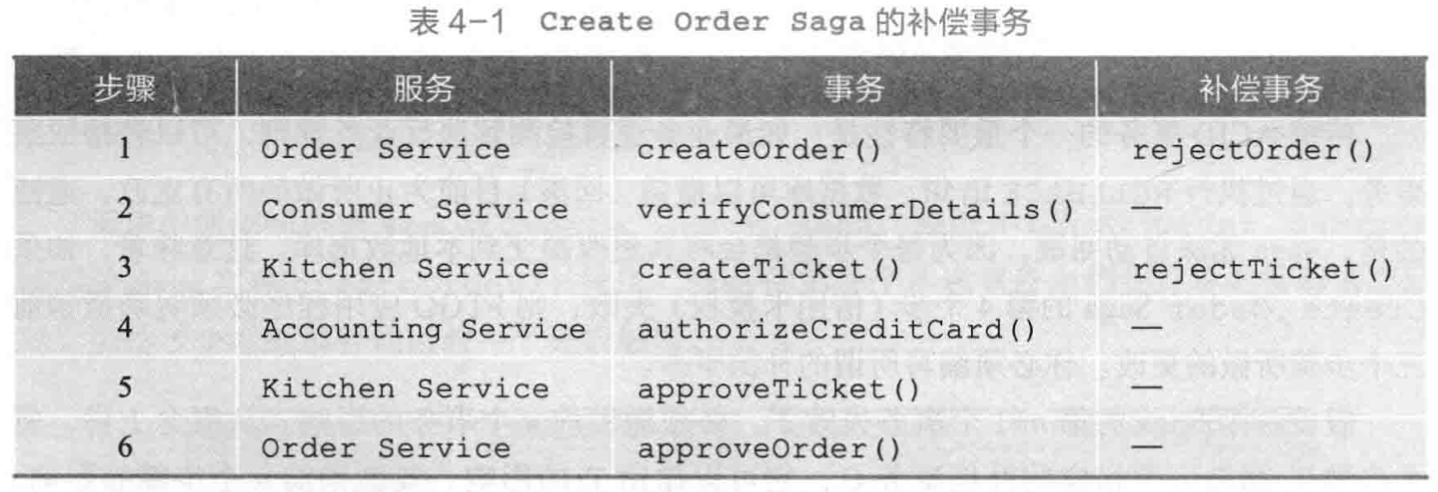 表 4-1 Create Order Saga 的补偿事务
步骤 服务 事务 补偿事务
1 Order Service createOrder() rejectOrder()
2 Consumer Service verifyConsumerDetails() —
3 Kitchen Service createTicket() rejectTicket()
4 Accounting Service authorizeCreditCard() —
5 Kitchen Service approveTicket() —
6 Order Service approveOrder() —